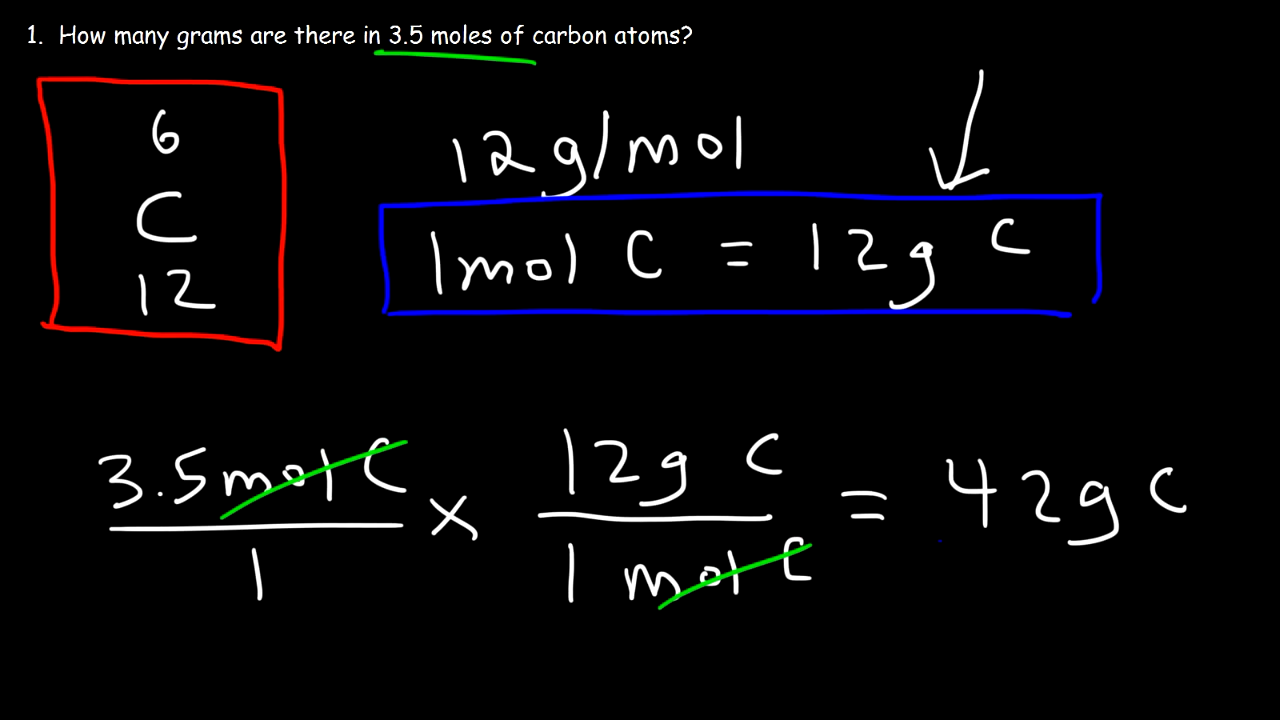 1. How many grams are there in 3.5 moles of carbon atoms?
6
C
12
12g/mol
1mol C = 12g C
3.5mol C / 1 × 12g C / 1 mol C = 42g C